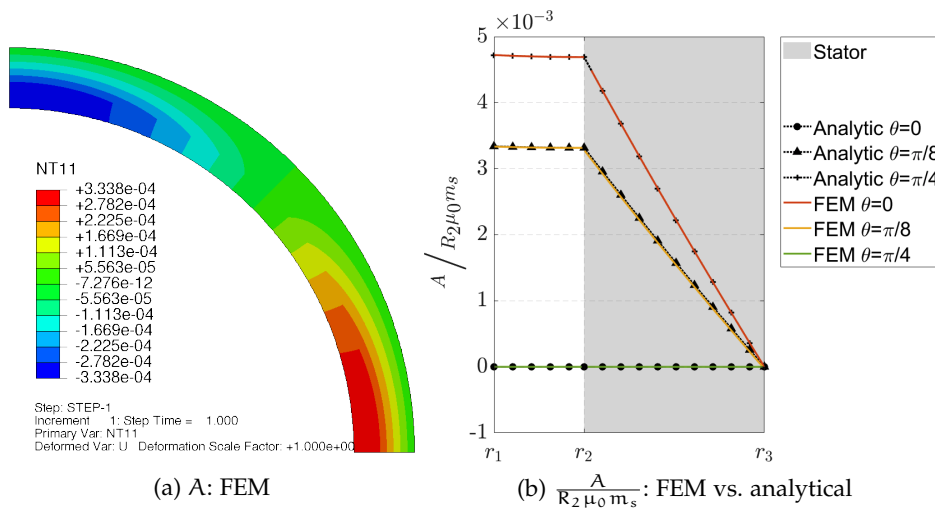 NT11
+3.338e-04
+2.782e-04
+2.225e-04
+1.669e-04
+1.113e-04
+5.563e-05
-7.276e-12
-5.563e-05
-1.113e-04
-1.669e-04
-2.225e-04
-2.782e-04
-3.338e-04
Step: STEP-1
Increment 1: Step Time = 1.000
Primary Var: NT11
Deformed Var: U Deformation Scale Factor: +1.000e+00
(a) A: FEM
×10⁻³
5
4
3
2
1
0
-1
A / R₂μ₀mₛ
r₁ r₂ r₃
Stator
Analytic θ=0
Analytic θ=π/8
Analytic θ=π/4
FEM θ=0
FEM θ=π/8
FEM θ=π/4
(b) A / R₂ μ₀ mₛ: FEM vs. analytical